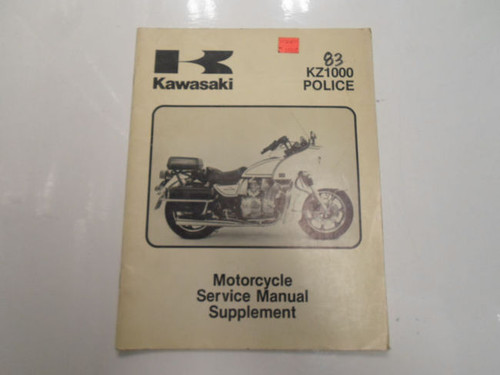 83
KZ1000
POLICE
Kawasaki
Motorcycle
Service Manual
Supplement